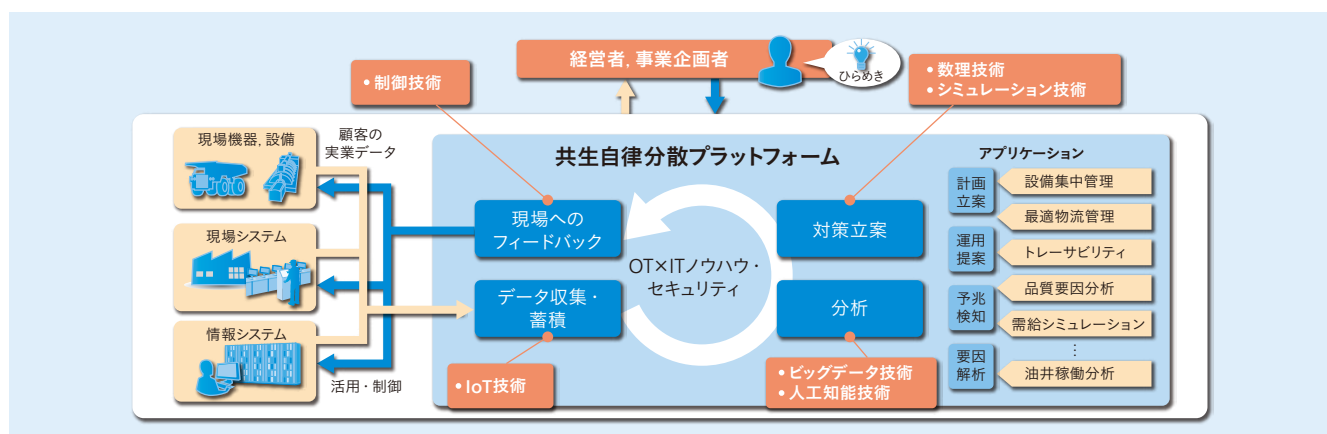 経営者, 事業企画者
ひらめき
• 制御技術
• 数理技術
• シミュレーション技術
現場機器, 設備
顧客の
実業データ
現場システム
情報システム
活用・制御
共生自律分散プラットフォーム
現場への
フィードバック
対策立案
OT×ITノウハウ・
セキュリティ
データ収集・
蓄積
分析
• IoT技術
• ビッグデータ技術
• 人工知能技術
アプリケーション
計画
立案
設備集中管理
最適物流管理
運用
提案
トレーサビリティ
品質要因分析
予兆
検知
需給シミュレーション
⋮
要因
解析
油井稼働分析